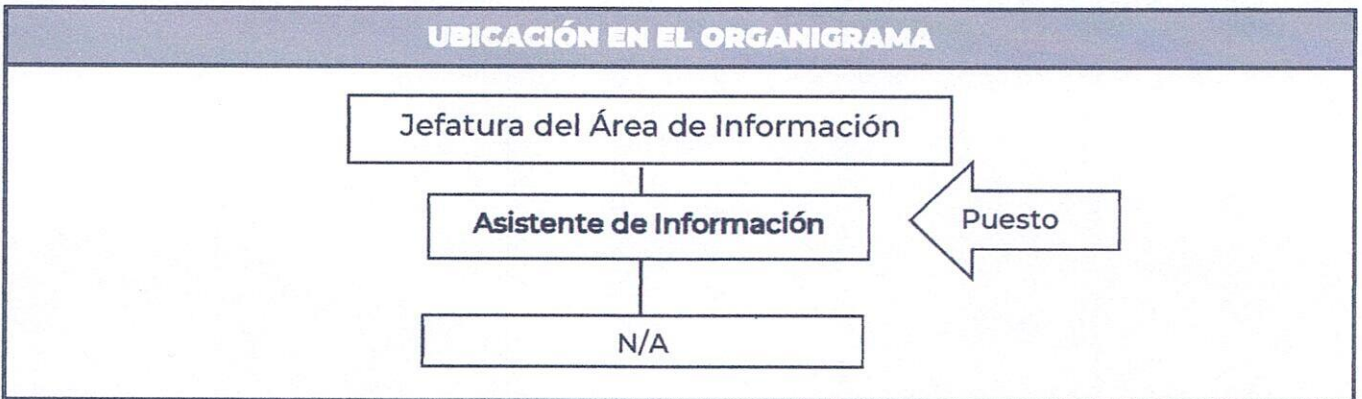 UBICACIÓN EN EL ORGANIGRAMA
Jefatura del Área de Información
Asistente de Información
Puesto
N/A